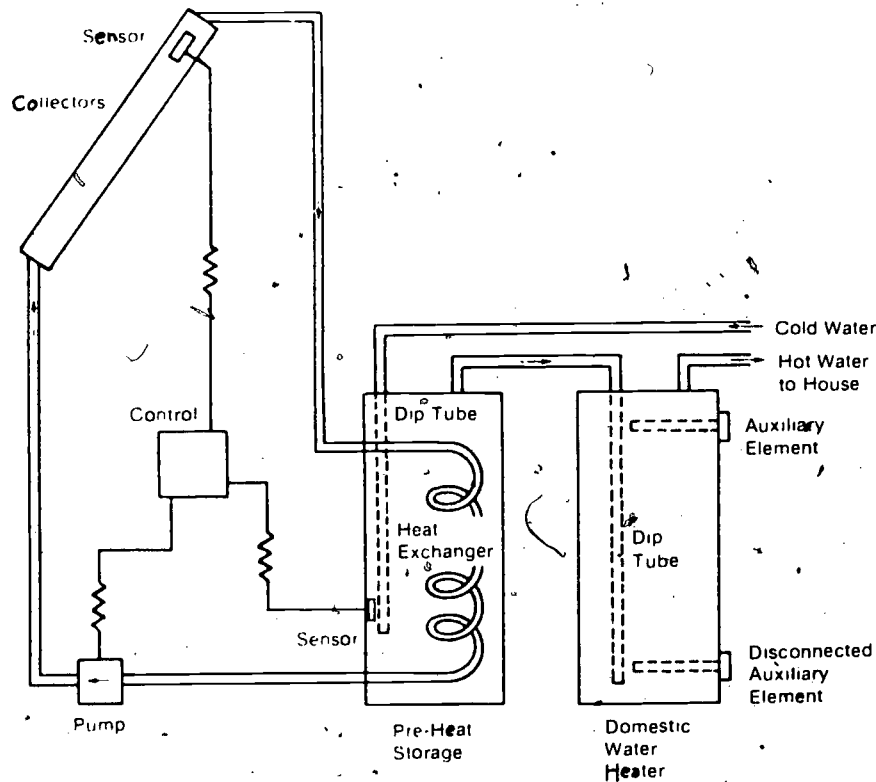 Sensor
Collectors
Cold Water
Hot Water
to House
Control
Dip Tube
Auxiliary
Element
Heat
Exchanger
Dip
Tube
Sensor
Disconnected
Auxiliary
Element
Pump
Pre-Heat
Storage
Domestic
Water
Heater